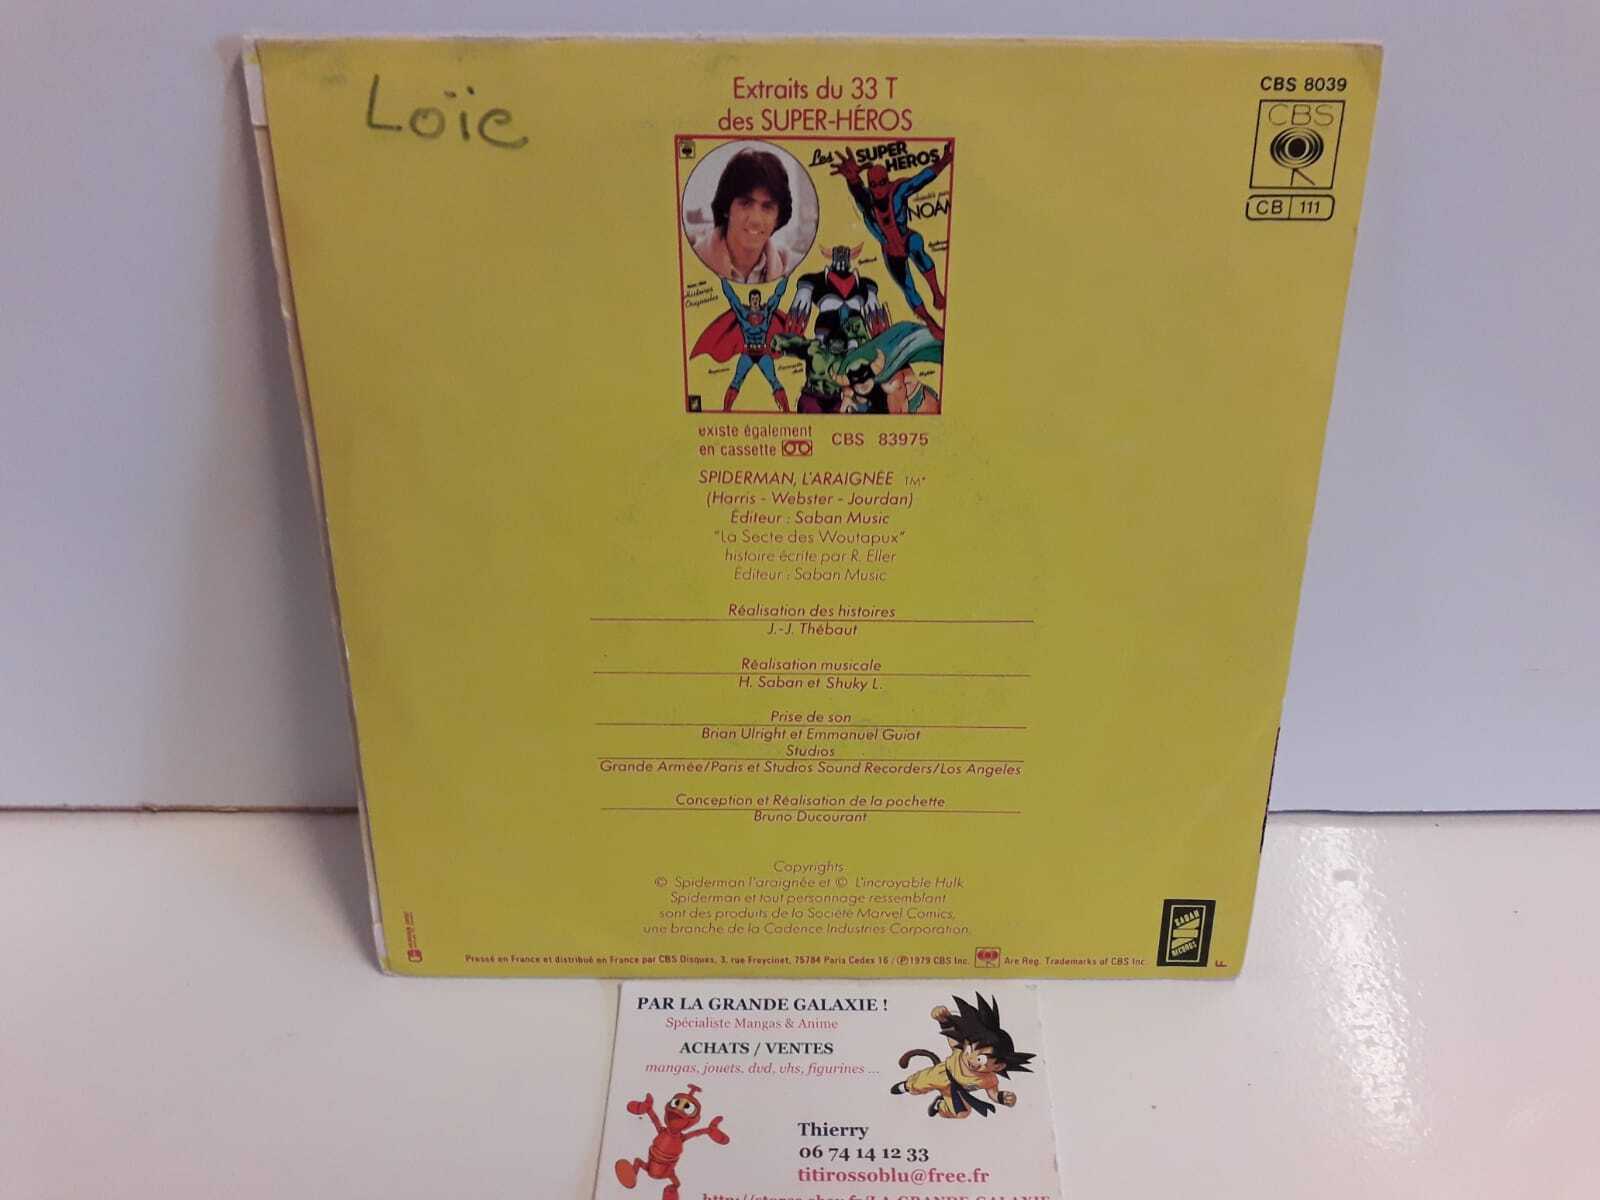 Loïc
Extraits du 33 T
des SUPER-HÉROS
CBS 8039
CBS
CB 111
Les SUPER
HEROS !
chantés par
NOAM
existe également
en cassette
CBS 83975
SPIDERMAN, L'ARAIGNÉE TM*
(Harris - Webster - Jourdan)
Éditeur : Saban Music
"La Secte des Woutapux"
histoire écrite par R. Eller
Éditeur : Saban Music
Réalisation des histoires
J.-J. Thébaut
Réalisation musicale
H. Saban et Shuky L.
Prise de son
Brian Ulright et Emmanuel Guiot
Studios
Grande Armée/Paris et Studios Sound Recorders/Los Angeles
Conception et Réalisation de la pochette
Bruno Ducourant
Copyrights
© Spiderman l'araignée et © L'incroyable Hulk
Spiderman et tout personnage ressemblant
sont des produits de la Société Marvel Comics,
une branche de la Cadence Industries Corporation.
Pressé en France et distribué en France par CBS Disques, 3, rue Freycinet, 75784 Paris Cedex 16 / ℗ 1979 CBS Inc. Are Reg. Trademarks of CBS Inc.
SABAN
RECORDS
F
PAR LA GRANDE GALAXIE !
Spécialiste Mangas & Anime
ACHATS / VENTES
mangas, jouets, dvd, vhs, figurines ...
Thierry
06 74 14 12 33
titirossoblu@free.fr